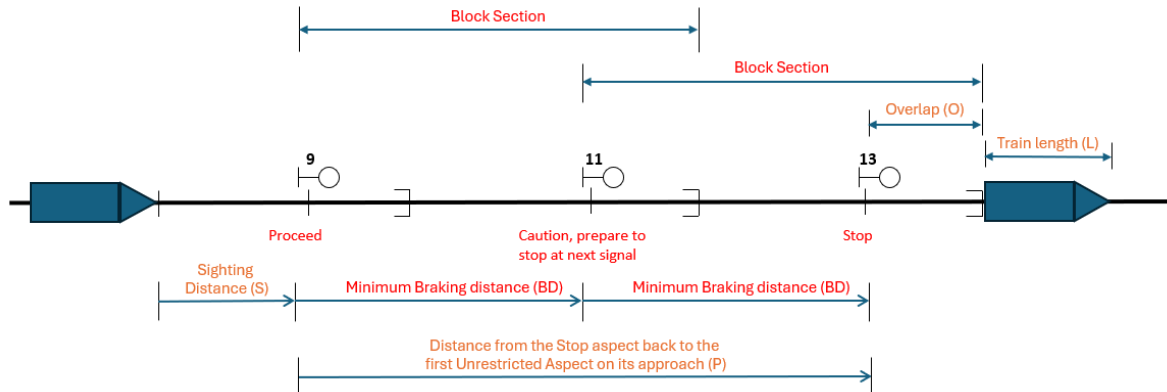 Block Section
Block Section
Overlap (O)
Train length (L)
9
11
13
Proceed
Caution, prepare to
stop at next signal
Stop
Sighting
Distance (S)
Minimum Braking distance (BD)
Minimum Braking distance (BD)
Distance from the Stop aspect back to the
first Unrestricted Aspect on its approach (P)